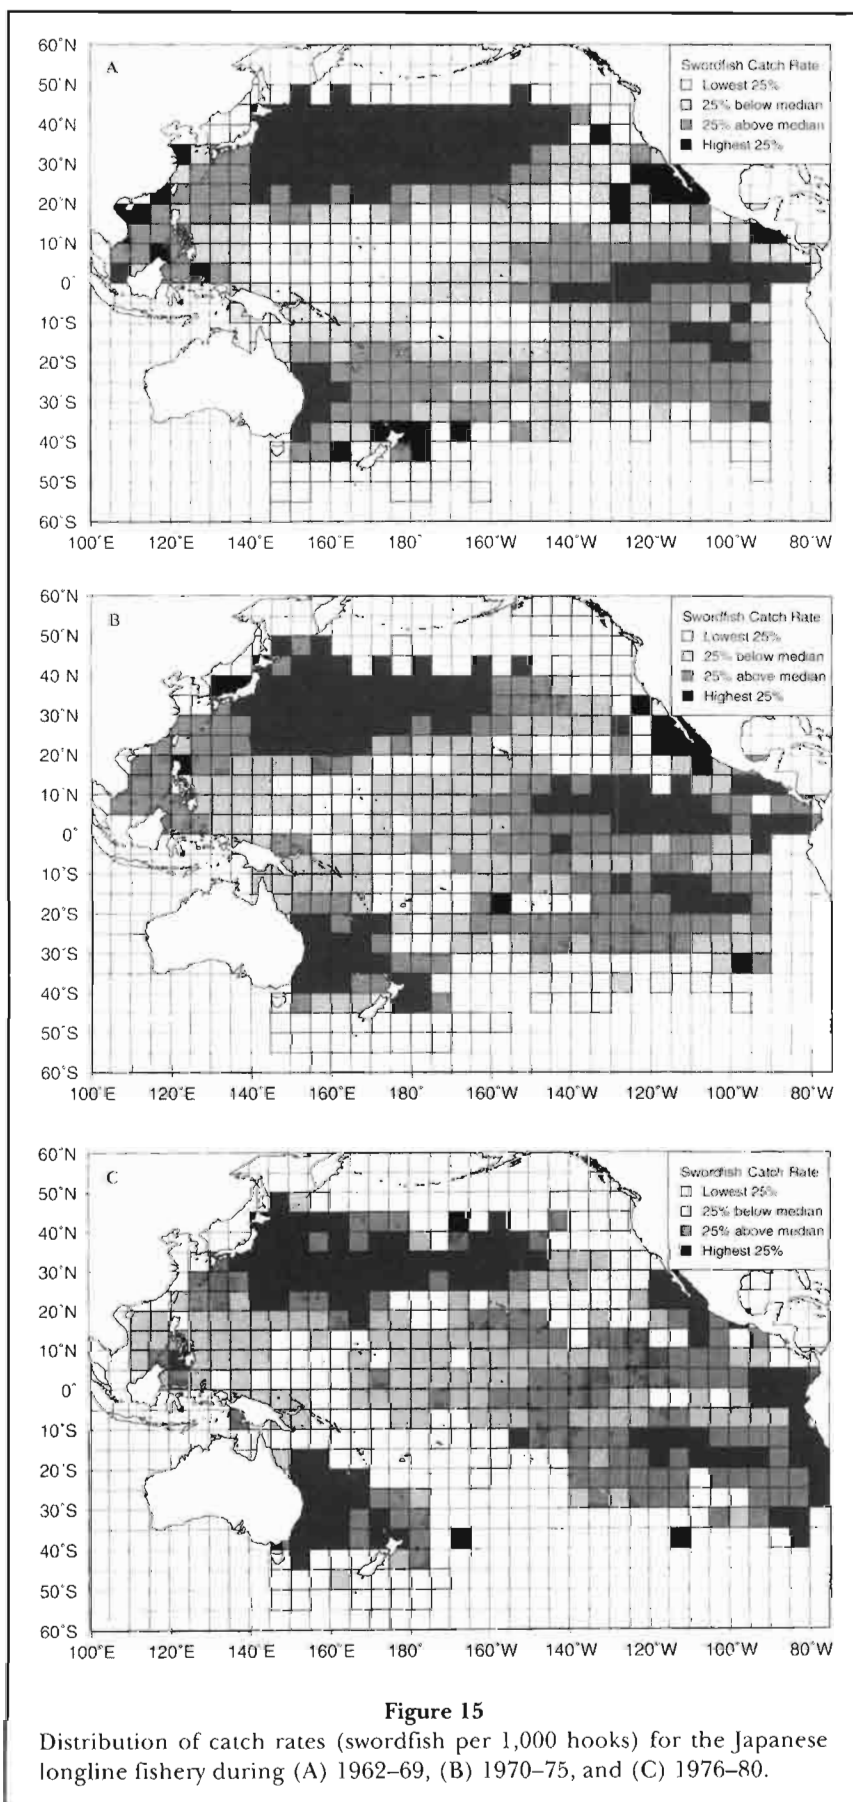 A
Swordfish Catch Rate
Lowest 25%
25% below median
25% above median
Highest 25%
60°N
50°N
40°N
30°N
20°N
10°N
0°
10°S
20°S
30°S
40°S
50°S
60°S
100°E 120°E 140°E 160°E 180° 160°W 140°W 120°W 100°W 80°W
B
Swordfish Catch Rate
Lowest 25%
25% below median
25% above median
Highest 25%
60°N
50°N
40 N
30°N
20°N
10°N
0°
10°S
20°S
30°S
40°S
50°S
60°S
100°E 120°E 140°E 160°E 180° 160°W 140°W 120°W 100°W 80°W
C
Swordfish Catch Rate
Lowest 25%
25% below median
25% above median
Highest 25%
60°N
50°N
40°N
30°N
20°N
10°N
0°
10°S
20°S
30°S
40°S
50°S
60°S
100°E 120°E 140°E 160°E 180° 160°W 140°W 120°W 100°W 80°W
Figure 15
Distribution of catch rates (swordfish per 1,000 hooks) for the Japanese
longline fishery during (A) 1962–69, (B) 1970–75, and (C) 1976–80.